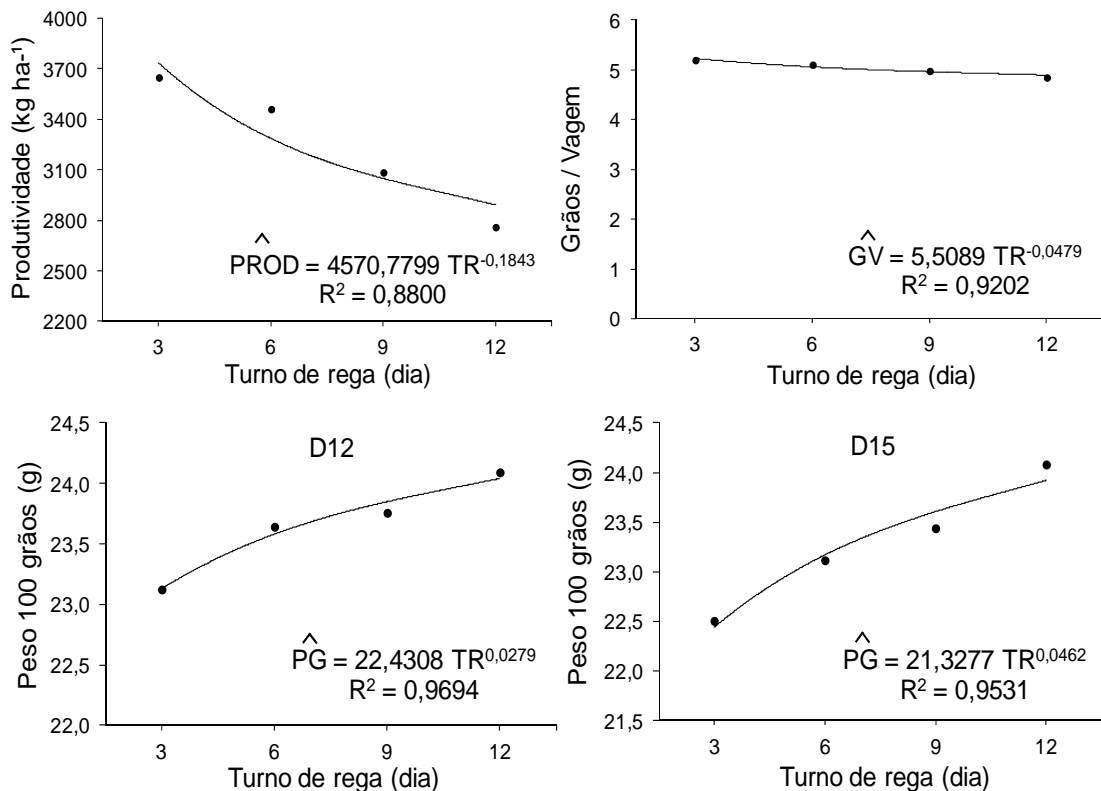 4000
3700
3400
3100
2800
2500
2200
Produtividade (kg ha-¹)
PROD = 4570,7799 TR-0,1843
R² = 0,8800
3 6 9 12
Turno de rega (dia)
6
5
4
3
2
1
0
Grãos / Vagem
GV = 5,5089 TR-0,0479
R² = 0,9202
3 6 9 12
Turno de rega (dia)
24,5
24,0
23,5
23,0
22,5
22,0
Peso 100 grãos (g)
D12
PG = 22,4308 TR0,0279
R² = 0,9694
3 6 9 12
Turno de rega (dia)
24,5
24,0
23,5
23,0
22,5
22,0
21,5
Peso 100 grãos (g)
D15
PG = 21,3277 TR0,0462
R² = 0,9531
3 6 9 12
Turno de rega (dia)